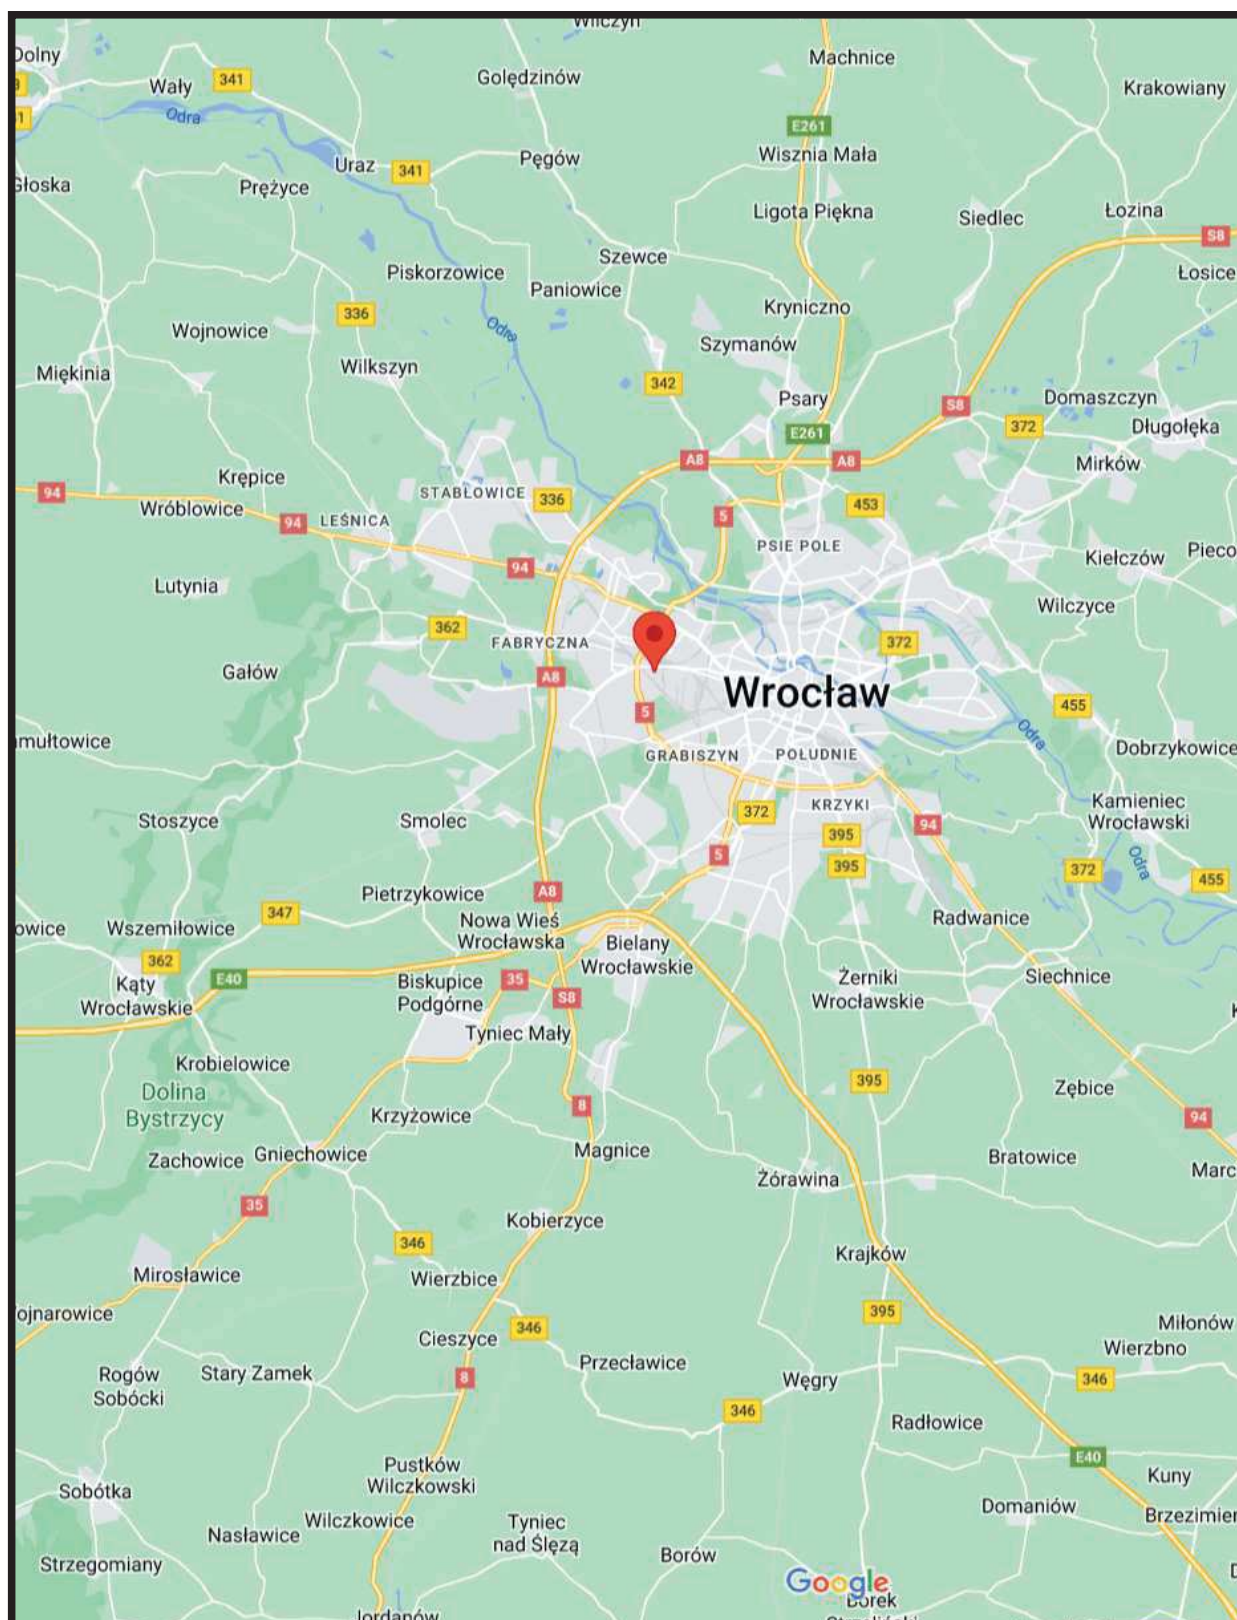 Wilczyn
Dolny
Machnice
Wały
341
Golędzinów
Krakowiany
Odra
E261
Pęgów
Wisznia Mała
Uraz
341
Głoska
Prężyce
Ligota Piękna
Siedlec
Łozina
S8
Szewce
Piskorzowice
Paniowice
Łosice
Kryniczno
336
Wojnowice
Odra
Szymanów
Miękinia
Wilkszyn
342
Psary
S8
Domaszczyn
372
Długołęka
E261
A8
A8
Mirków
Krępice
94
STABŁOWICE
336
453
Wróblowice
94
LEŚNICA
5
PSIE POLE
Kiełczów
Lutynia
94
Wilczyce
362
FABRYCZNA
372
Gałów
A8
Wrocław
5
455
Odra
GRABISZYN
POŁUDNIE
Dobrzykowice
Stoszyce
Smolec
372
KRZYKI
395
94
Kamieniec
Wrocławski
5
395
372
Odra
455
Pietrzykowice
A8
347
Nowa Wieś
Wrocławska
Radwanice
Wszemiłowice
362
E40
Bielany
Wrocławskie
Kąty
Wrocławskie
Biskupice
Podgórne
35
S8
Żerniki
Wrocławskie
Siechnice
Tyniec Mały
Krobielowice
395
Zębice
Dolina
Bystrzycy
Krzyżowice
8
94
Zachowice
Gniechowice
Magnice
Bratowice
Żórawina
35
Kobierzyce
346
Krajków
Mirosławice
Wierzbice
395
346
Cieszyce
Miłonów
Wierzbno
Rogów
Sobócki
Stary Zamek
8
Przecławice
Węgry
346
346
Radłowice
E40
Pustków
Wilczkowski
Kuny
Sobótka
Domaniów
Nasławice
Wilczkowice
Tyniec
nad Ślęzą
Borów
Strzegomiany
Google
Borek
Jordanów